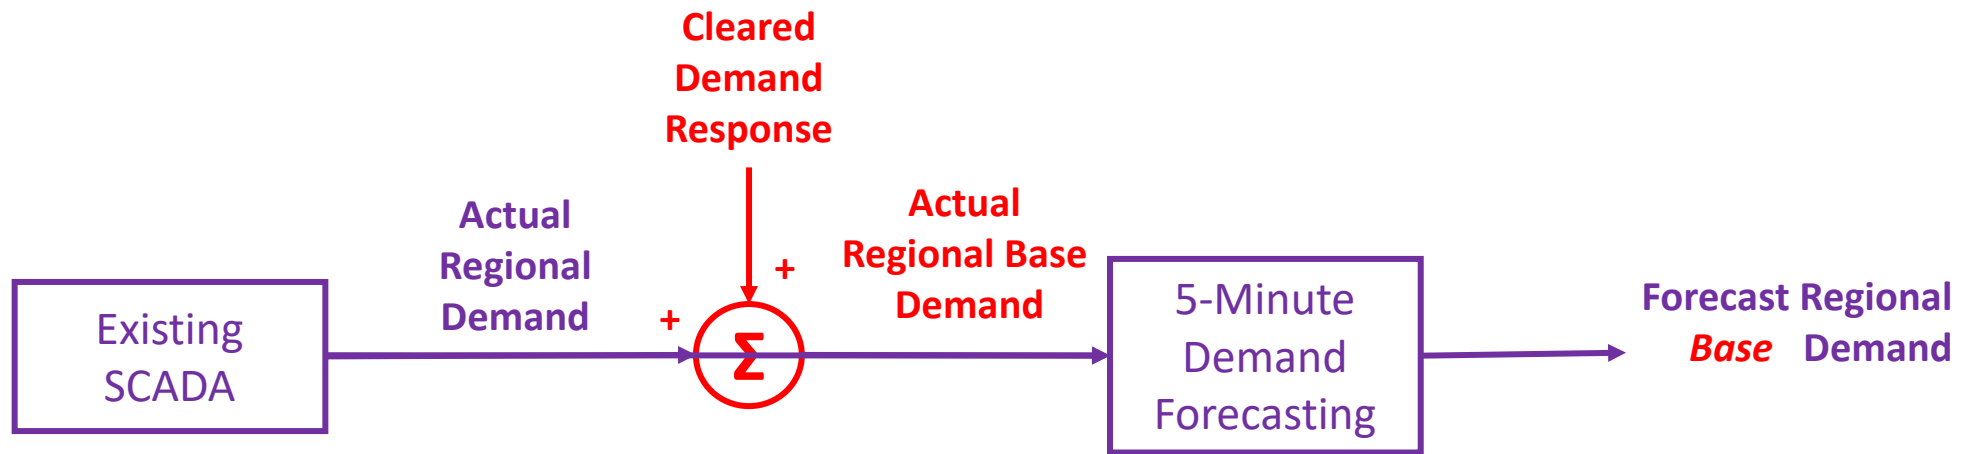 Cleared
Demand
Response
Actual
Regional
Demand
Actual
Regional Base
Demand
+
+
Existing
SCADA
Σ
5-Minute
Demand
Forecasting
Forecast Regional
Base Demand